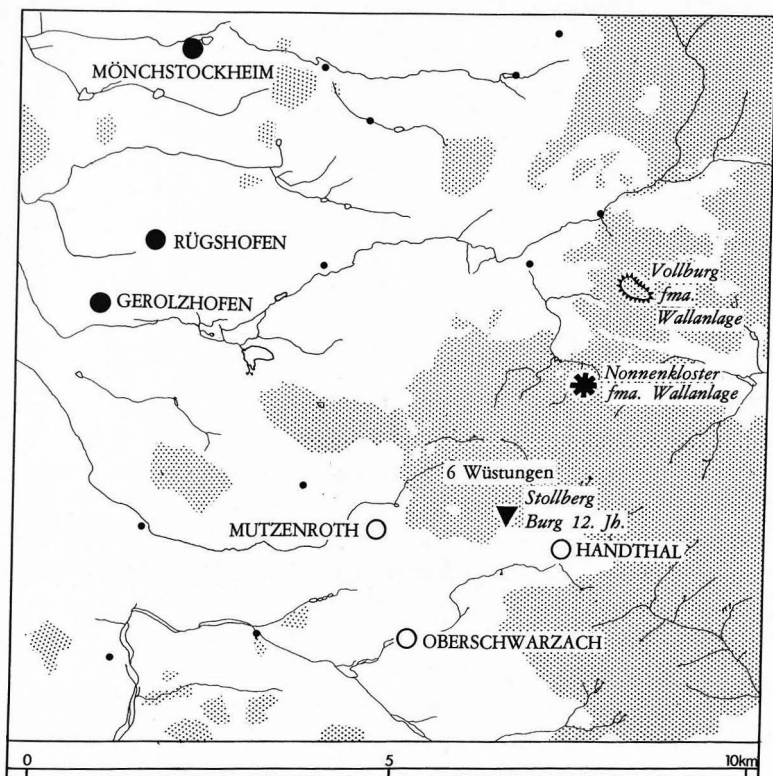 MÖNCHSTOCKHEIM
RÜGSHOFEN
GEROLZHOFEN
Vollburg
fma.
Wallanlage
Nonnenkloster
fma. Wallanlage
6 Wüstungen
Stollberg
Burg 12. Jh.
MUTZENROTH
HANDTHAL
OBERSCHWARZACH
0 5 10km